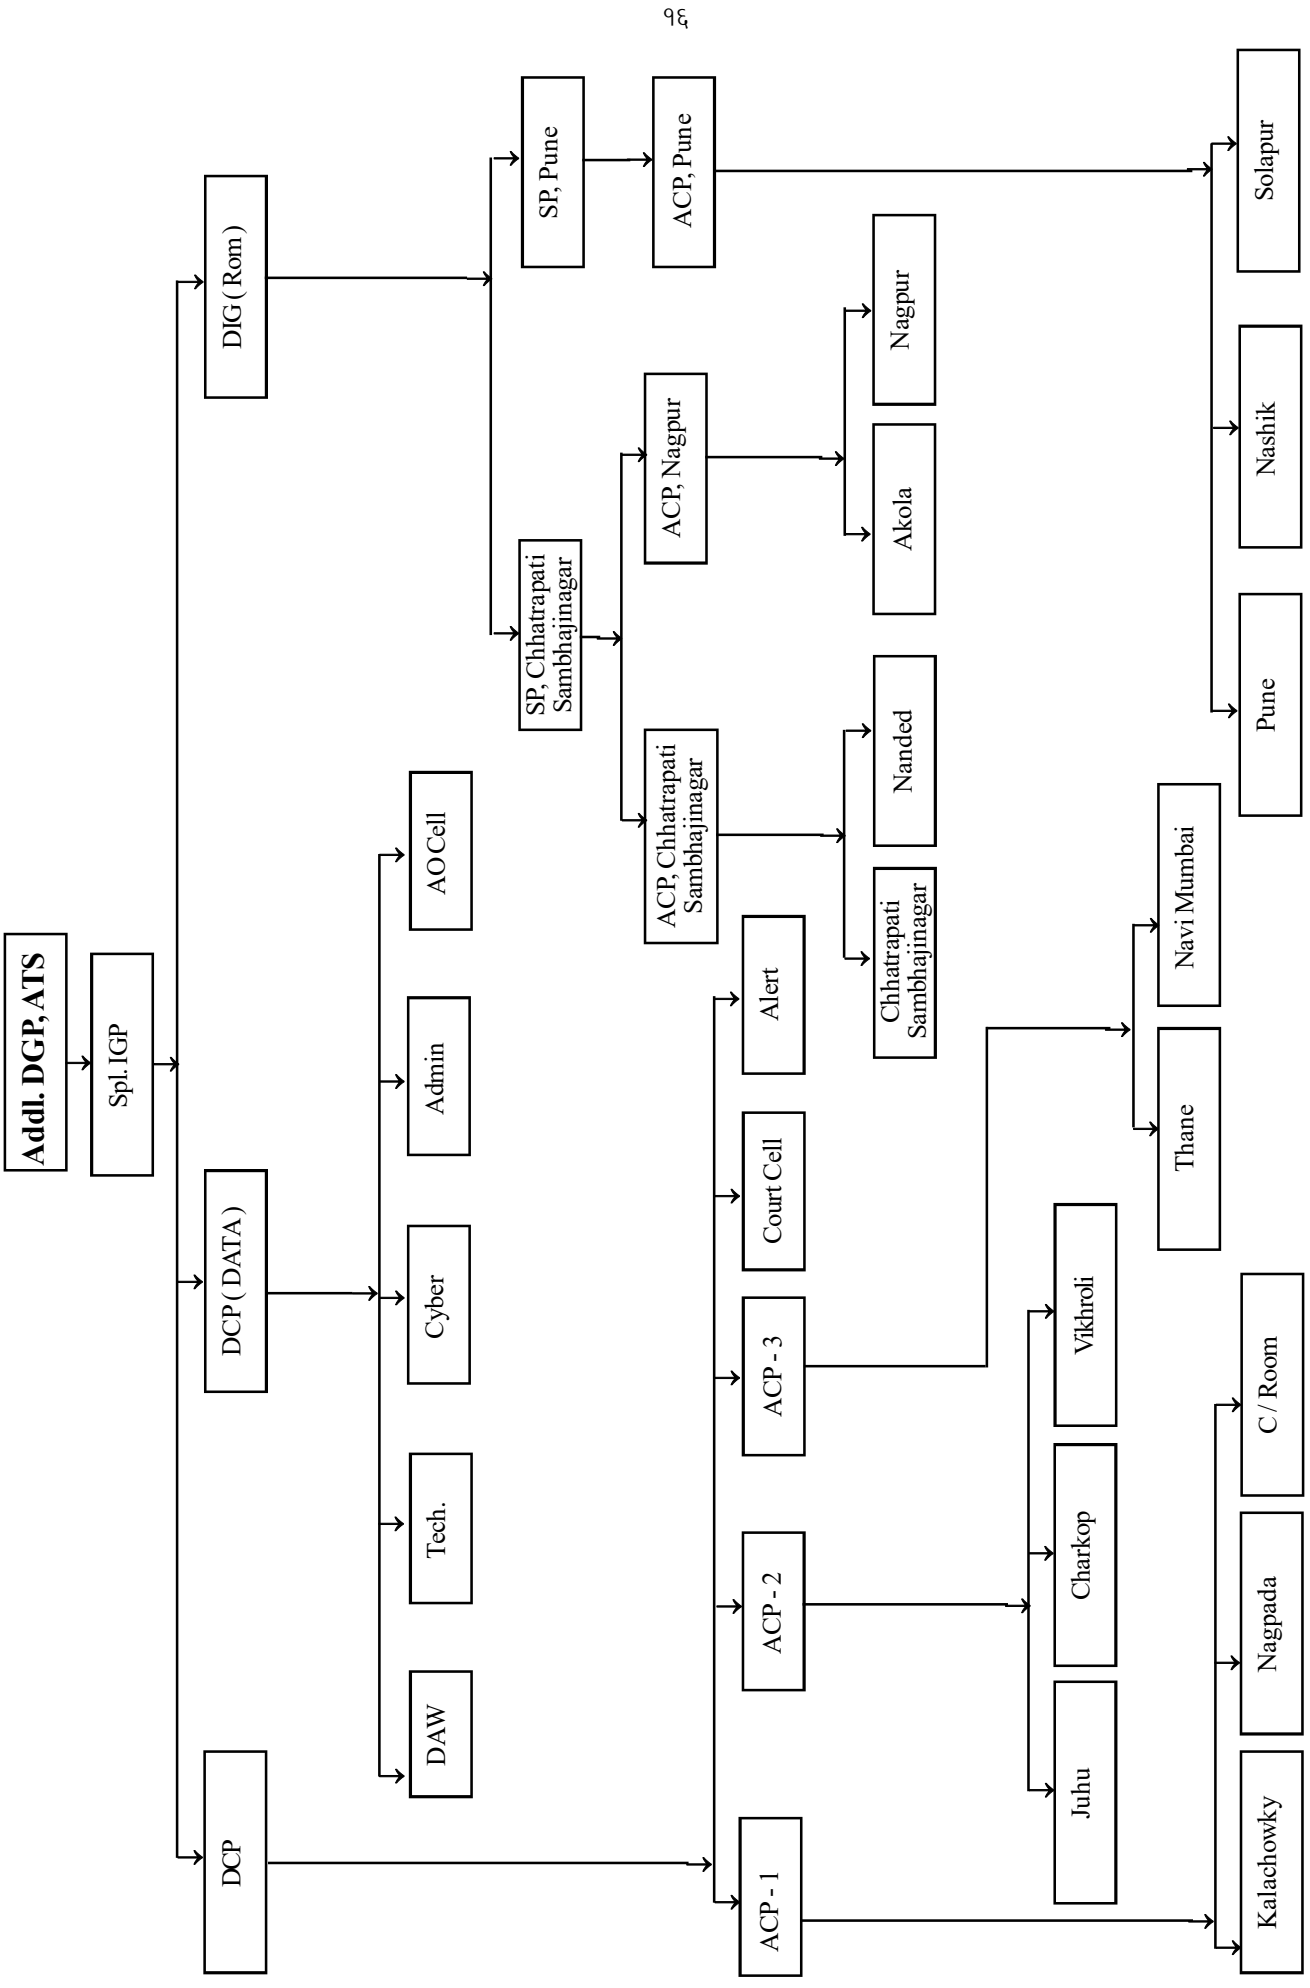 १६
Addl. DGP, ATS
Spl. IGP
DCP
DCP ( DATA)
DIG ( Rom )
DAW
Tech.
Cyber
Admin
AO Cell
SP, Chhatrapati
Sambhajinagar
SP, Pune
ACP, Chhatrapati
Sambhajinagar
ACP, Nagpur
ACP, Pune
ACP - 1
ACP - 2
ACP - 3
Court Cell
Alert
Chhatrapati
Sambhajinagar
Nanded
Akola
Nagpur
Juhu
Charkop
Vikhroli
Thane
Navi Mumbai
Kalachowky
Nagpada
C / Room
Pune
Nashik
Solapur